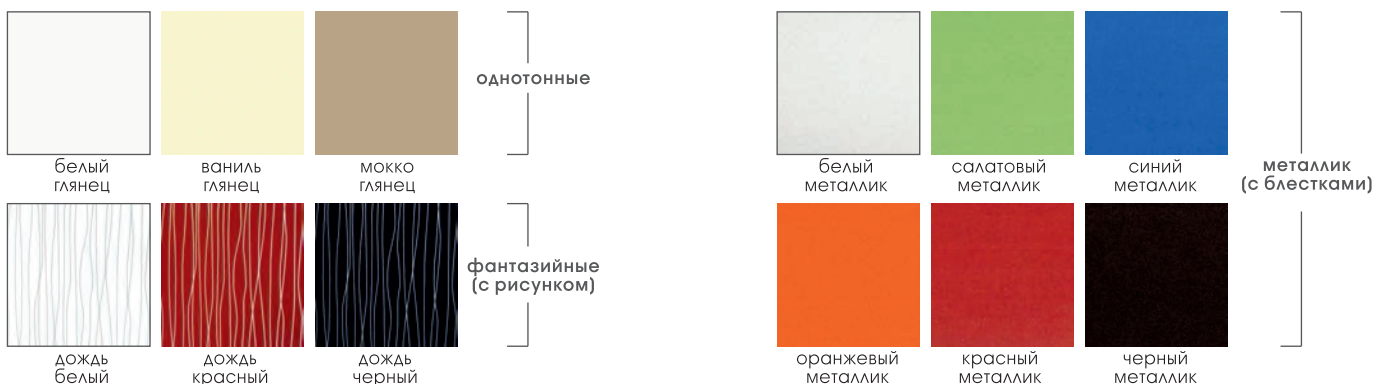 белый
глянец
ваниль
глянец
мокко
глянец
однотонные
дождь
белый
дождь
красный
дождь
черный
фантазийные
(с рисунком)
белый
металлик
салатовый
металлик
синий
металлик
оранжевый
металлик
красный
металлик
черный
металлик
металлик
(с блестками)